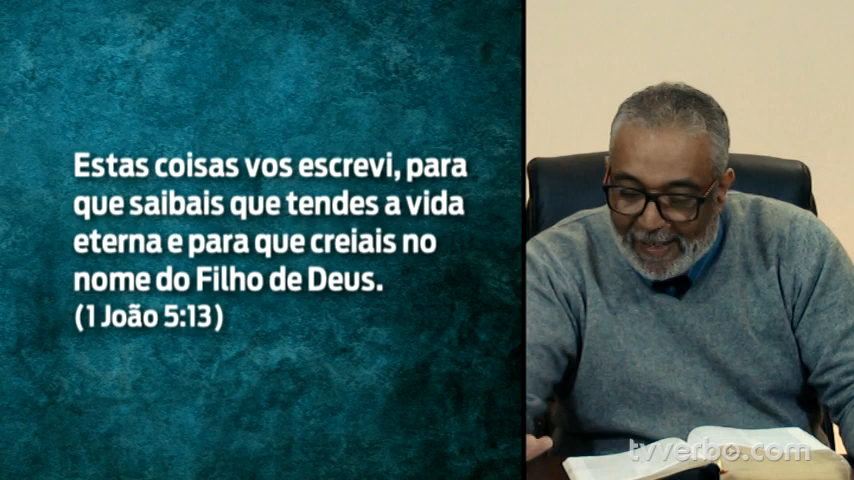 Estas coisas vos escrevi, para
que saibais que tendes a vida
eterna e para que creiais no
nome do Filho de Deus.
(1 João 5:13)
tvverbo.com